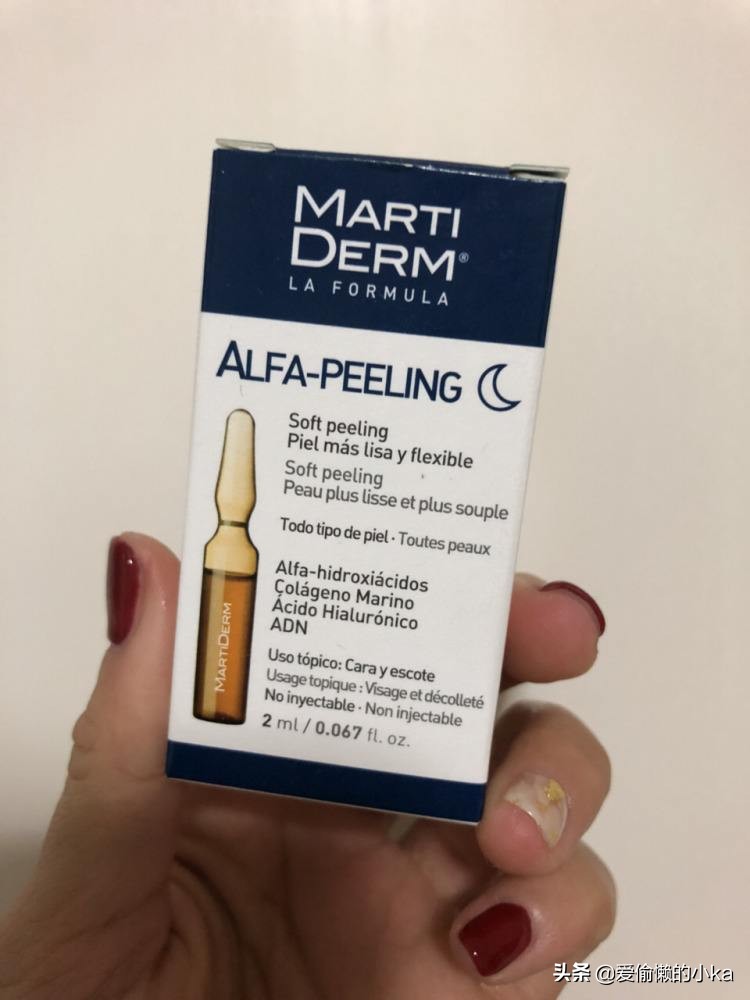 MARTI
DERM®
LA FORMULA
ALFA-PEELING
Soft peeling
Piel más lisa y flexible
Soft peeling
Peau plus lisse et plus souple
Todo tipo de piel · Toutes peaux
Alfa-hidroxiácidos
Colágeno Marino
Ácido Hialurónico
ADN
MARTIDERM
Uso tópico: Cara y escote
Usage topique : Visage et décolleté
No inyectable · Non injectable
2 ml / 0.067 fl. oz.
头条 @爱偷懒的小ka